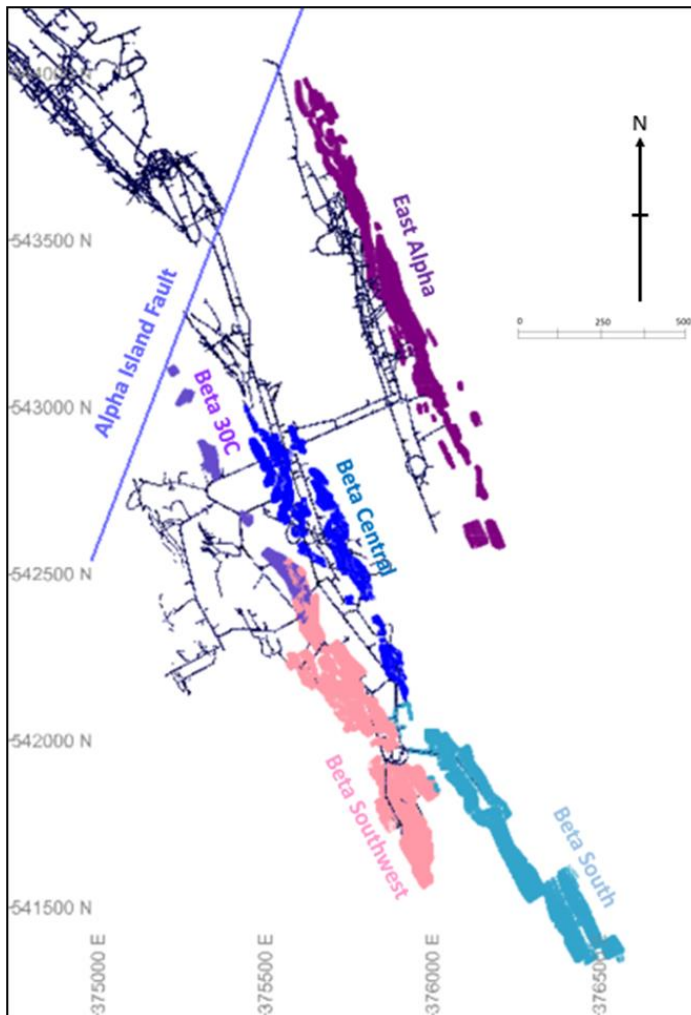 544000 N
N
543500 N
East Alpha
0 250 500
Alpha Island Fault
Beta 30C
543000 N
Beta Central
542500 N
542000 N
Beta Southwest
Beta South
541500 N
375000 E
375500 E
376000 E
376500 E